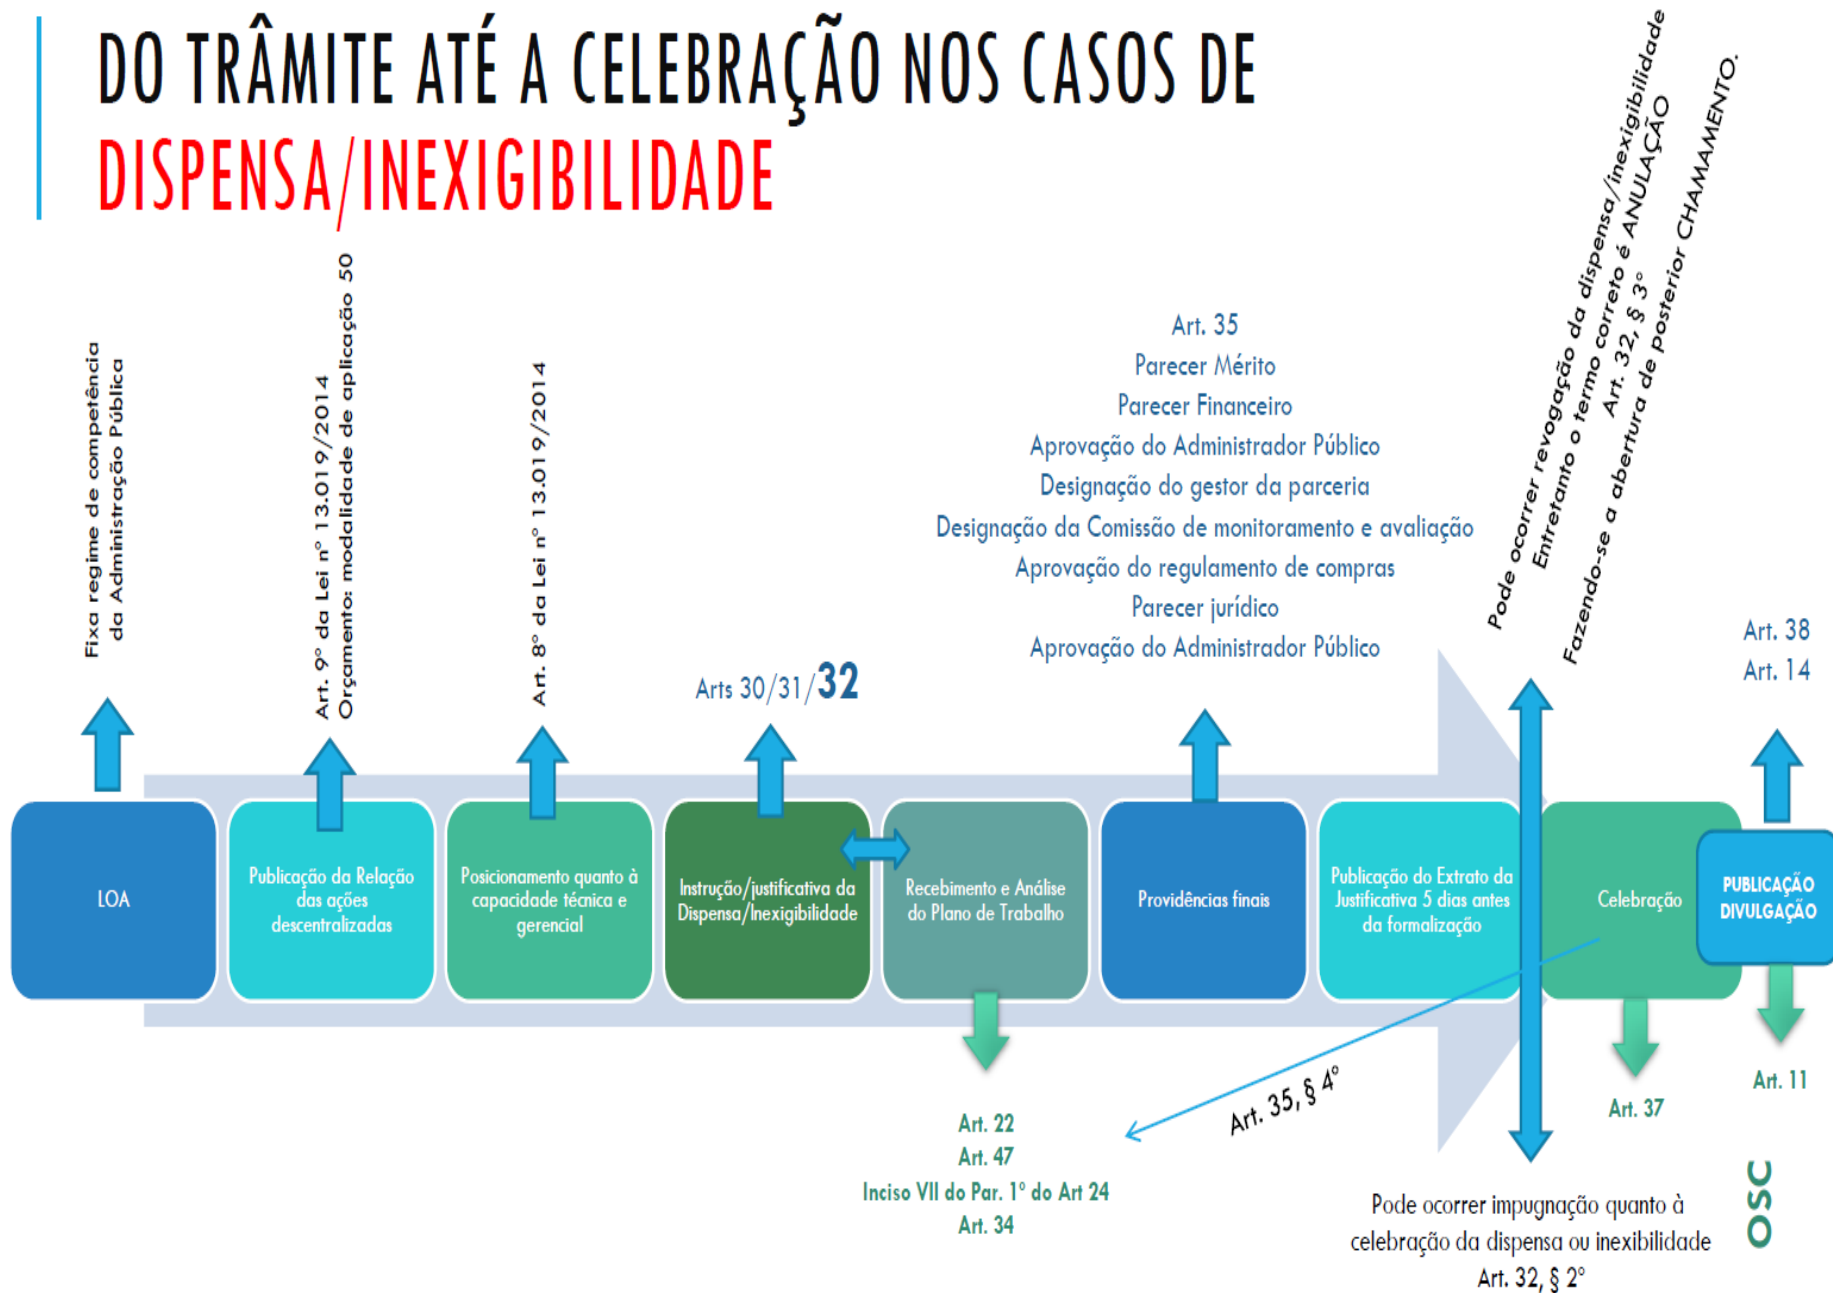 DO TRÂMITE ATÉ A CELEBRAÇÃO NOS CASOS DE
DISPENSA/INEXIGIBILIDADE
Fixa regime de competência
da Administração Pública
Art. 9º da Lei nº 13.019/2014
Orçamento: modalidade de aplicação 50
Art. 8º da Lei nº 13.019/2014
Arts 30/31/32
Art. 35
Parecer Mérito
Parecer Financeiro
Aprovação do Administrador Público
Designação do gestor da parceria
Designação da Comissão de monitoramento e avaliação
Aprovação do regulamento de compras
Parecer jurídico
Aprovação do Administrador Público
Pode ocorrer revogação da dispensa/inexigibilidade
Entretanto o termo correto é ANULAÇÃO
Art. 32, § 3°
Fazendo-se a abertura de posterior CHAMAMENTO.
Art. 38
Art. 14
LOA
Publicação da Relação
das ações
descentralizadas
Posicionamento quanto à
capacidade técnica e
gerencial
Instrução/justificativa da
Dispensa/Inexigibilidade
Recebimento e Análise
do Plano de Trabalho
Providências finais
Publicação do Extrato da
Justificativa 5 dias antes
da formalização
Celebração
PUBLICAÇÃO
DIVULGAÇÃO
Art. 22
Art. 47
Inciso VII do Par. 1º do Art 24
Art. 34
Art. 35, § 4°
Art. 37
Art. 11
OSC
Pode ocorrer impugnação quanto à
celebração da dispensa ou inexibilidade
Art. 32, § 2°